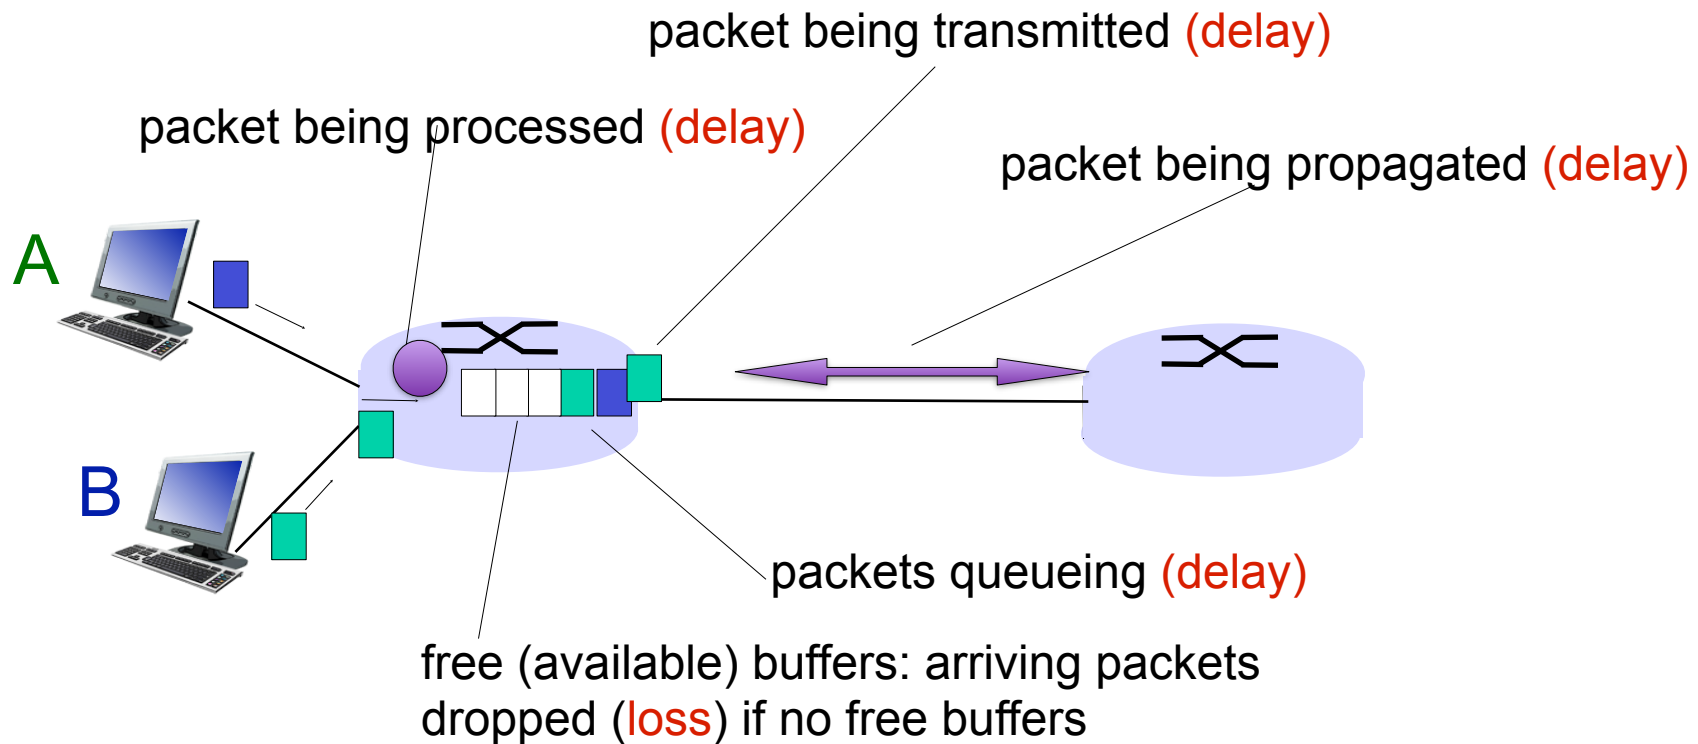 packet being transmitted (delay)
packet being processed (delay)
packet being propagated (delay)
A
B
packets queueing (delay)
free (available) buffers: arriving packets
dropped (loss) if no free buffers